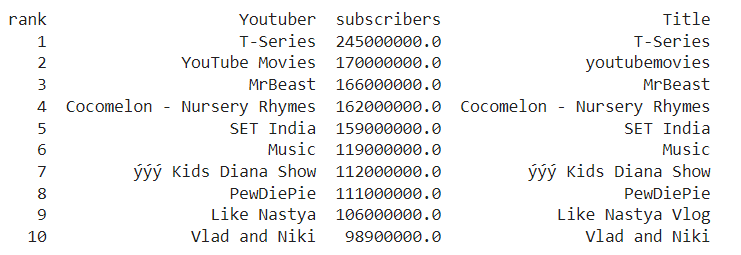 rank Youtuber subscribers Title
1 T-Series 245000000.0 T-Series
2 YouTube Movies 170000000.0 youtubemovies
3 MrBeast 166000000.0 MrBeast
4 Cocomelon - Nursery Rhymes 162000000.0 Cocomelon - Nursery Rhymes
5 SET India 159000000.0 SET India
6 Music 119000000.0 Music
7 ýýý Kids Diana Show 112000000.0 ýýý Kids Diana Show
8 PewDiePie 111000000.0 PewDiePie
9 Like Nastya 106000000.0 Like Nastya Vlog
10 Vlad and Niki 98900000.0 Vlad and Niki